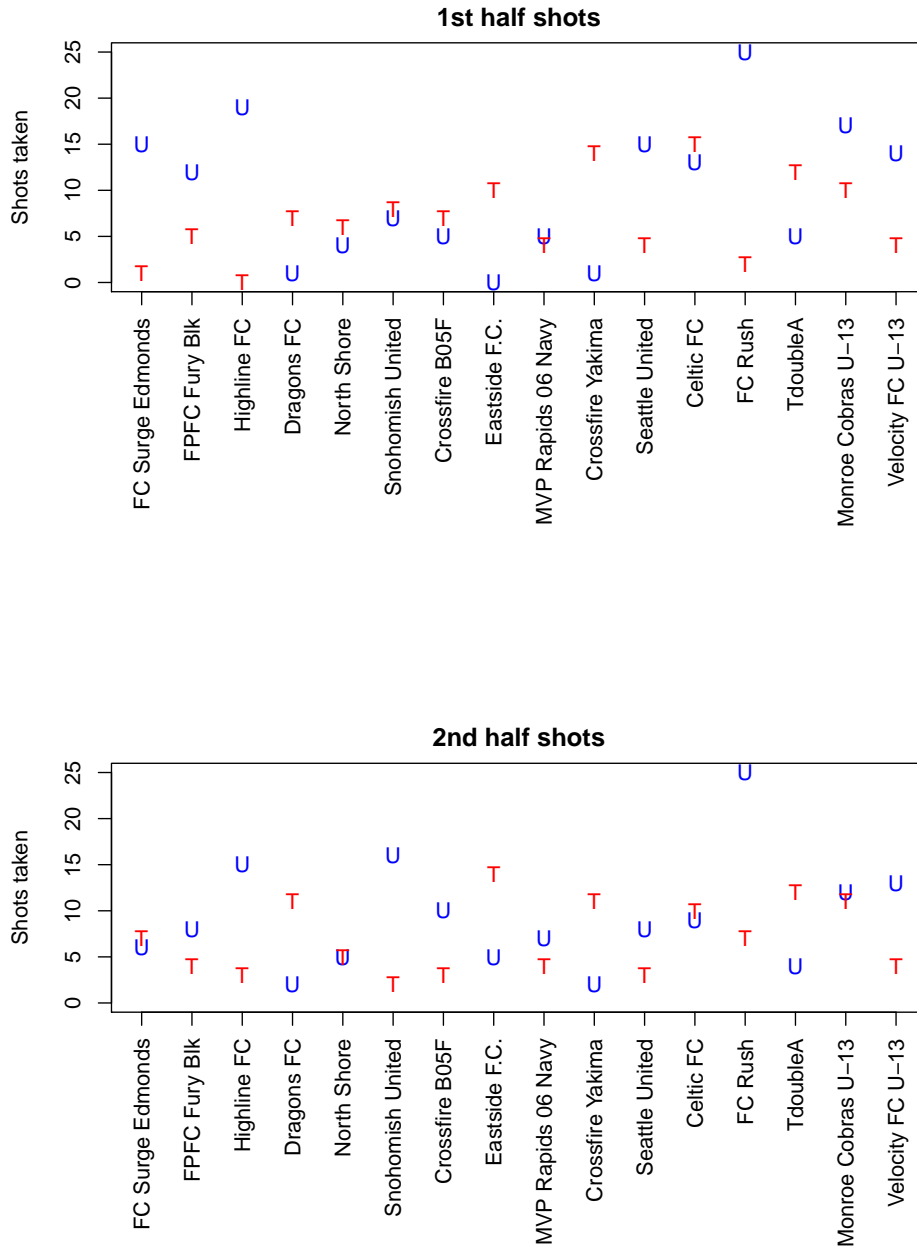 1st half shots
Shots taken
25
20
15
10
5
0
U U U T U T U T U T U T U T U T U T U T U T U T U T U T U T U T
FC Surge Edmonds
FPFC Fury Blk
Highline FC
Dragons FC
North Shore
Snohomish United
Crossfire B05F
Eastside F.C.
MVP Rapids 06 Navy
Crossfire Yakima
Seattle United
Celtic FC
FC Rush
TdoubleA
Monroe Cobras U−13
Velocity FC U−13
2nd half shots
Shots taken
25
20
15
10
5
0
U T U T U T U T U T U T U T U T U T U T U T U T U T U T U T U T
FC Surge Edmonds
FPFC Fury Blk
Highline FC
Dragons FC
North Shore
Snohomish United
Crossfire B05F
Eastside F.C.
MVP Rapids 06 Navy
Crossfire Yakima
Seattle United
Celtic FC
FC Rush
TdoubleA
Monroe Cobras U−13
Velocity FC U−13